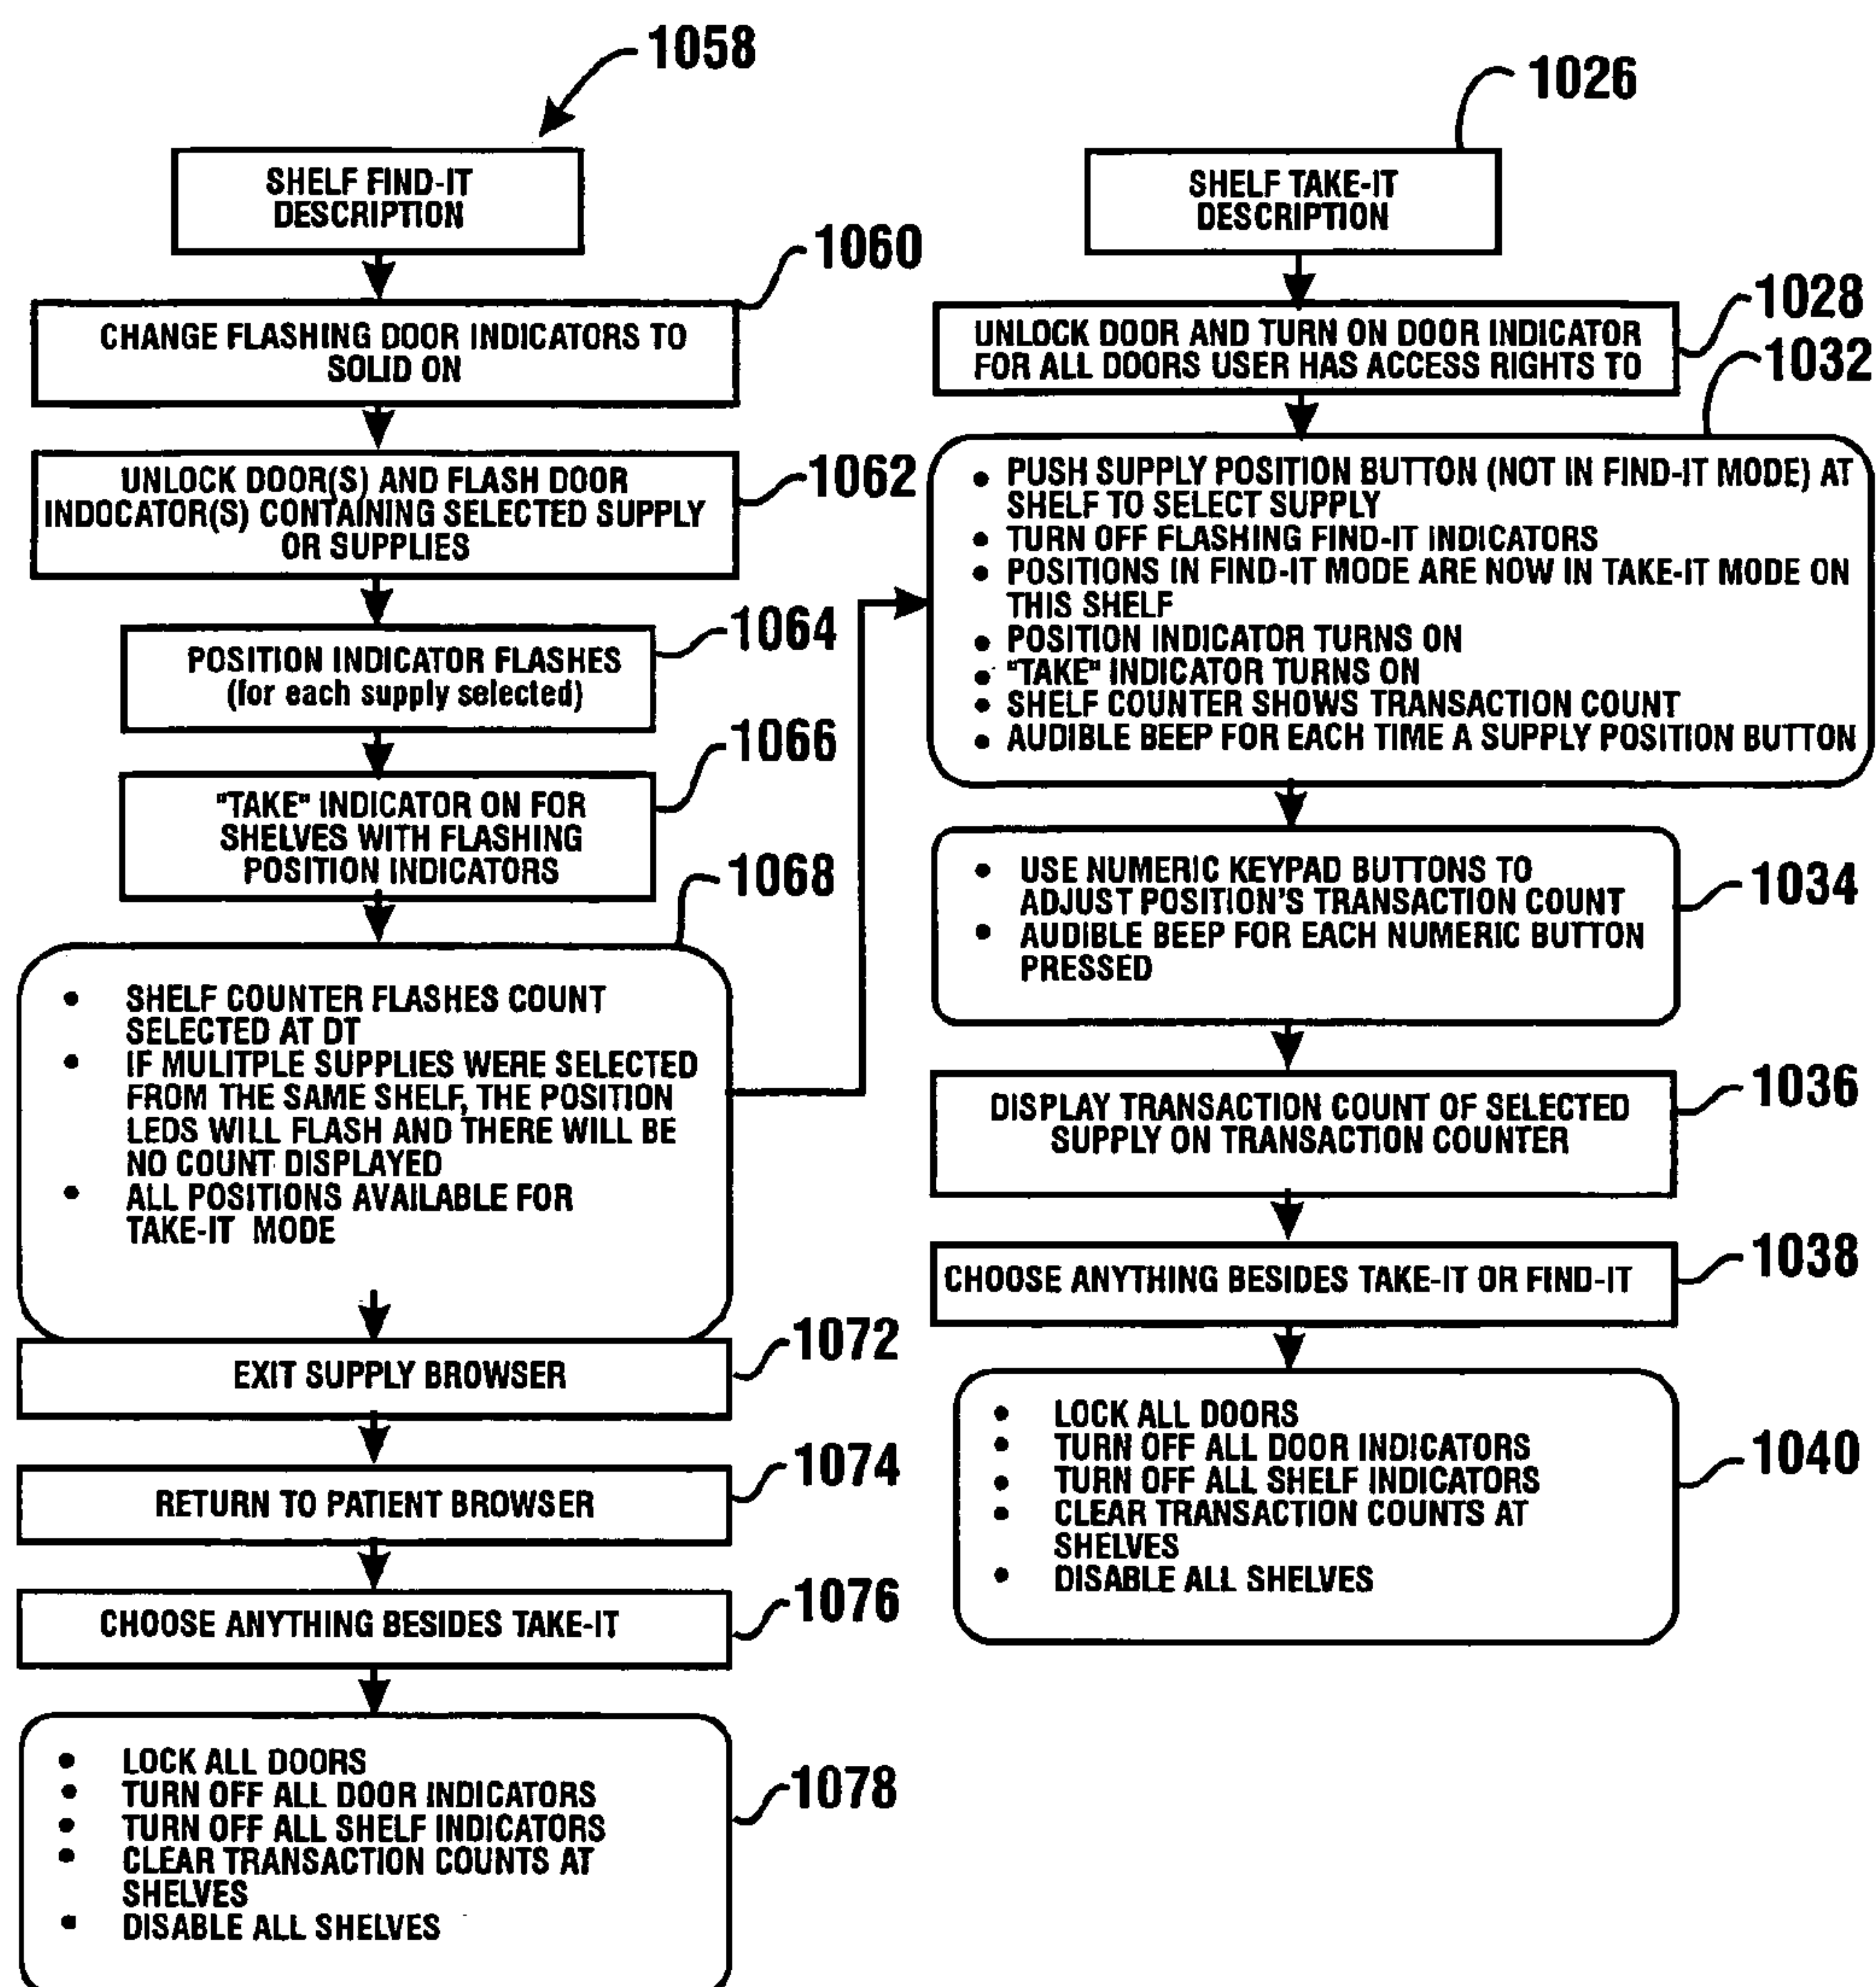 1058
SHELF FIND-IT
DESCRIPTION
1060
CHANGE FLASHING DOOR INDICATORS TO
SOLID ON
1062
UNLOCK DOOR(S) AND FLASH DOOR
INDOCATOR(S) CONTAINING SELECTED SUPPLY
OR SUPPLIES
1064
POSITION INDICATOR FLASHES
(for each supply selected)
1066
"TAKE" INDICATOR ON FOR
SHELVES WITH FLASHING
POSITION INDICATORS
1068
• SHELF COUNTER FLASHES COUNT
SELECTED AT DT
• IF MULITPLE SUPPLIES WERE SELECTED
FROM THE SAME SHELF, THE POSITION
LEDS WILL FLASH AND THERE WILL BE
NO COUNT DISPLAYED
• ALL POSITIONS AVAILABLE FOR
TAKE-IT MODE
1072
EXIT SUPPLY BROWSER
1074
RETURN TO PATIENT BROWSER
1076
CHOOSE ANYTHING BESIDES TAKE-IT
1078
• LOCK ALL DOORS
• TURN OFF ALL DOOR INDICATORS
• TURN OFF ALL SHELF INDICATORS
• CLEAR TRANSACTION COUNTS AT
SHELVES
• DISABLE ALL SHELVES
1026
SHELF TAKE-IT
DESCRIPTION
1028
UNLOCK DOOR AND TURN ON DOOR INDICATOR
FOR ALL DOORS USER HAS ACCESS RIGHTS TO
1032
• PUSH SUPPLY POSITION BUTTON (NOT IN FIND-IT MODE) AT
SHELF TO SELECT SUPPLY
• TURN OFF FLASHING FIND-IT INDICATORS
• POSITIONS IN FIND-IT MODE ARE NOW IN TAKE-IT MODE ON
THIS SHELF
• POSITION INDICATOR TURNS ON
• "TAKE" INDICATOR TURNS ON
• SHELF COUNTER SHOWS TRANSACTION COUNT
• AUDIBLE BEEP FOR EACH TIME A SUPPLY POSITION BUTTON
1034
• USE NUMERIC KEYPAD BUTTONS TO
ADJUST POSITION'S TRANSACTION COUNT
• AUDIBLE BEEP FOR EACH NUMERIC BUTTON
PRESSED
1036
DISPLAY TRANSACTION COUNT OF SELECTED
SUPPLY ON TRANSACTION COUNTER
1038
CHOOSE ANYTHING BESIDES TAKE-IT OR FIND-IT
1040
• LOCK ALL DOORS
• TURN OFF ALL DOOR INDICATORS
• TURN OFF ALL SHELF INDICATORS
• CLEAR TRANSACTION COUNTS AT
SHELVES
• DISABLE ALL SHELVES